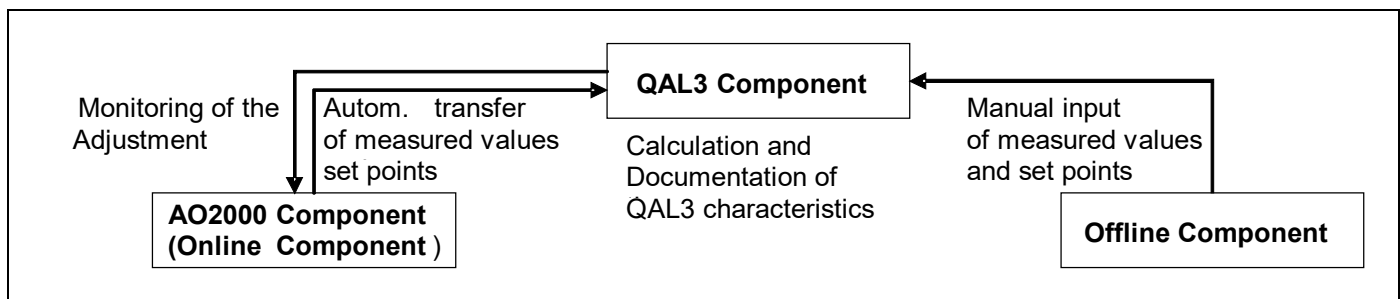 QAL3 Component
Monitoring of the
Adjustment
Autom. transfer
of measured values
set points
Calculation and
Documentation of
QAL3 characteristics
Manual input
of measured values
and set points
AO2000 Component
(Online Component )
Offline Component